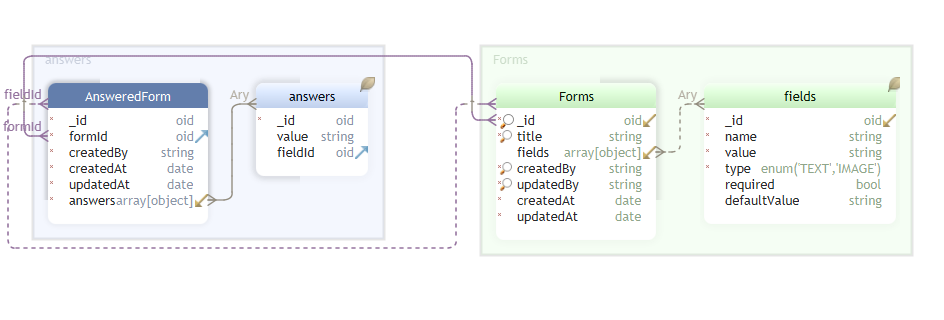 answers
Forms
fieldId
formId
AnsweredForm
_id oid
formId oid
createdBy string
createdAt date
updatedAt date
answers array[object]
Ary
answers
_id oid
value string
fieldId oid
Forms
_id oid
title string
fields array[object]
createdBy string
updatedBy string
createdAt date
updatedAt date
Ary
fields
_id oid
name string
value string
type enum('TEXT','IMAGE')
required bool
defaultValue string